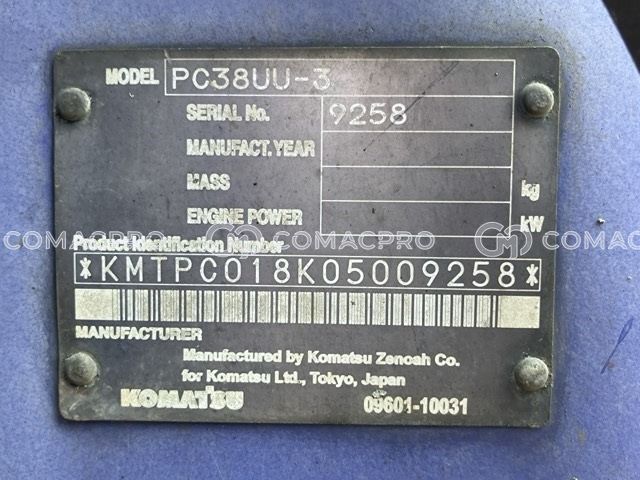 MODEL PC38UU-3
SERIAL No. 9258
MANUFACT. YEAR
MASS kg
ENGINE POWER kW
COMACPRO COMACPRO COMACPRO
Product Identification Number
*KMTPC018K05009258*
MANUFACTURER
Manufactured by Komatsu Zenoah Co.
for Komatsu Ltd., Tokyo, Japan
KOMATSU 09601-10031